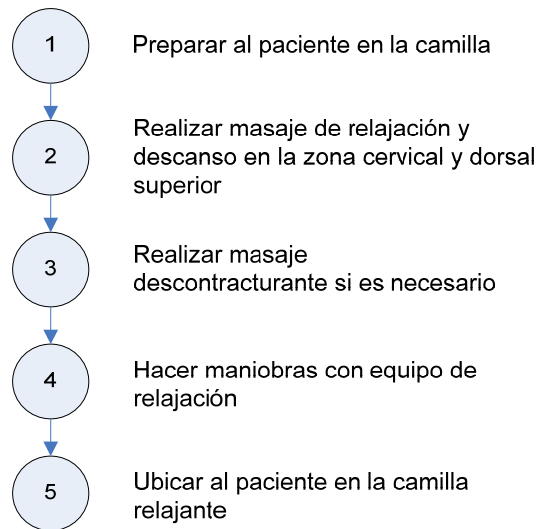 1
Preparar al paciente en la camilla
2
Realizar masaje de relajación y
descanso en la zona cervical y dorsal
superior
3
Realizar masaje
descontracturante si es necesario
4
Hacer maniobras con equipo de
relajación
5
Ubicar al paciente en la camilla
relajante